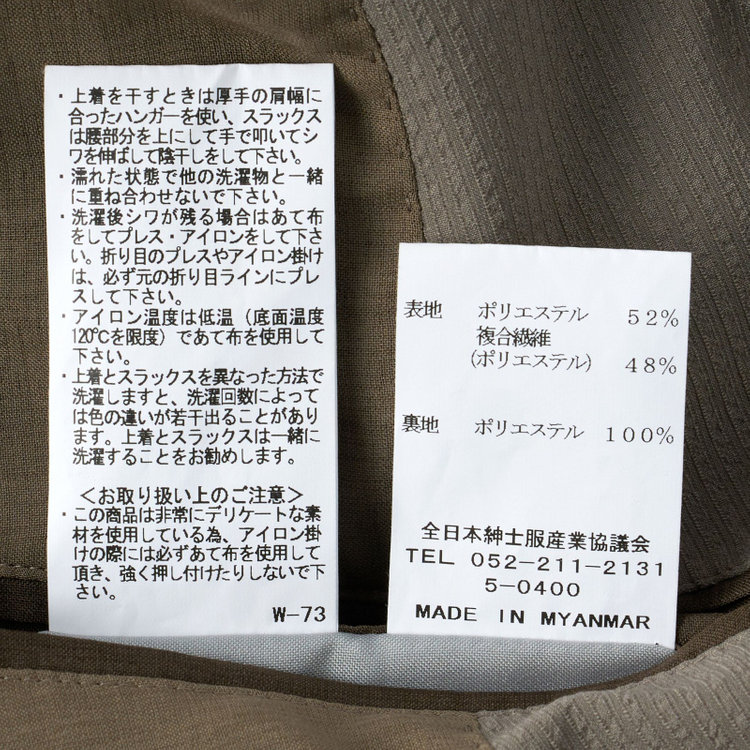 ・上着を干すときは厚手の肩幅に
合ったハンガーを使い、スラックス
は腰部分を上にして手で叩いてシ
ワを伸ばして陰干しをして下さい。
・濡れた状態で他の洗濯物と一緒
に重ね合わせないで下さい。
・洗濯後シワが残る場合はあて布
をしてプレス・アイロンをして下さ
い。折り目のプレスやアイロン掛け
は、必ず元の折り目ラインにプレ
スして下さい。
・アイロン温度は低温（底面温度
120℃を限度）であて布を使用して
下さい。
・上着とスラックスを異なった方法で
洗濯しますと、洗濯回数によって
は色の違いが若干出ることがあり
ます。上着とスラックスは一緒に
洗濯することをお勧めします。
＜お取り扱い上のご注意＞
・この商品は非常にデリケートな素
材を使用している為、アイロン掛
けの際には必ずあて布を使用して
頂き、強く押し付けたりしないで下
さい。
W-73
表地 ポリエステル 52%
複合繊維
(ポリエステル) 48%
裏地 ポリエステル 100%
全日本紳士服産業協議会
TEL 052-211-2131
5-0400
MADE IN MYANMAR